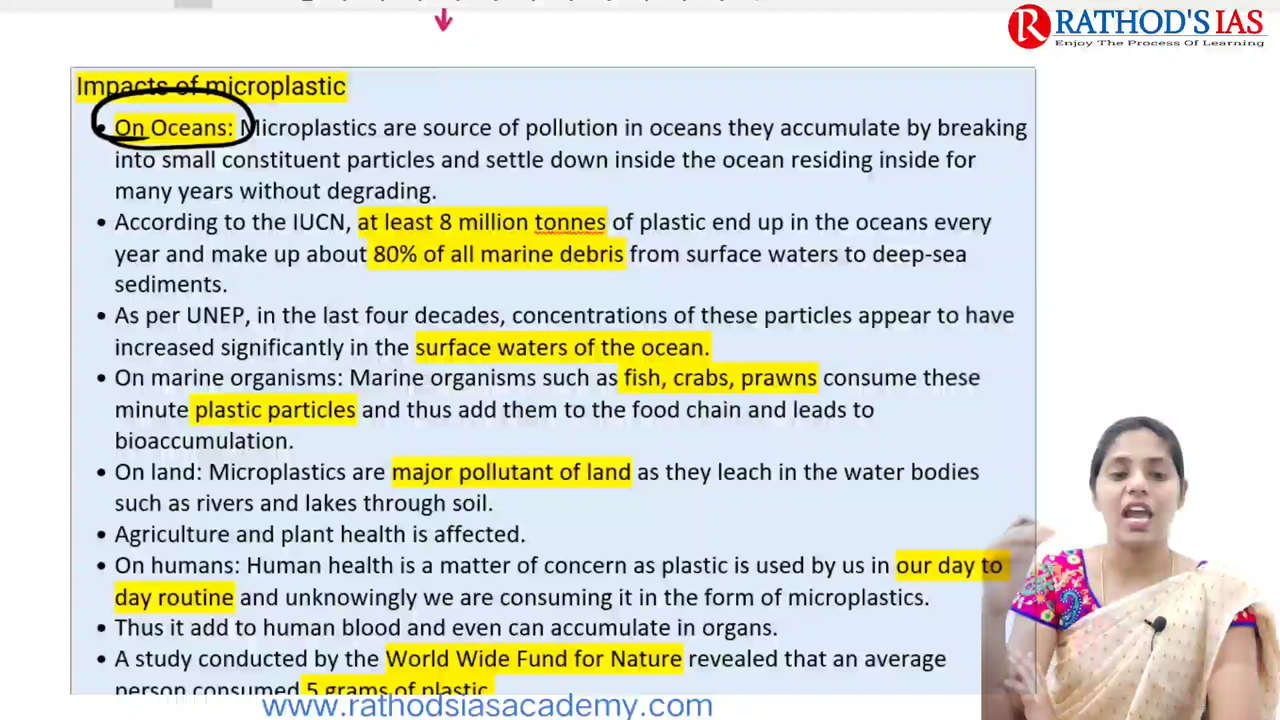 RATHOD'S IAS
Enjoy The Process Of Learning
Impacts of microplastic
• On Oceans: Microplastics are source of pollution in oceans they accumulate by breaking
into small constituent particles and settle down inside the ocean residing inside for
many years without degrading.
• According to the IUCN, at least 8 million tonnes of plastic end up in the oceans every
year and make up about 80% of all marine debris from surface waters to deep-sea
sediments.
• As per UNEP, in the last four decades, concentrations of these particles appear to have
increased significantly in the surface waters of the ocean.
• On marine organisms: Marine organisms such as fish, crabs, prawns consume these
minute plastic particles and thus add them to the food chain and leads to
bioaccumulation.
• On land: Microplastics are major pollutant of land as they leach in the water bodies
such as rivers and lakes through soil.
• Agriculture and plant health is affected.
• On humans: Human health is a matter of concern as plastic is used by us in our day to
day routine and unknowingly we are consuming it in the form of microplastics.
• Thus it add to human blood and even can accumulate in organs.
• A study conducted by the World Wide Fund for Nature revealed that an average
person consumed 5 grams of plastic
www.rathodsiasacademy.com